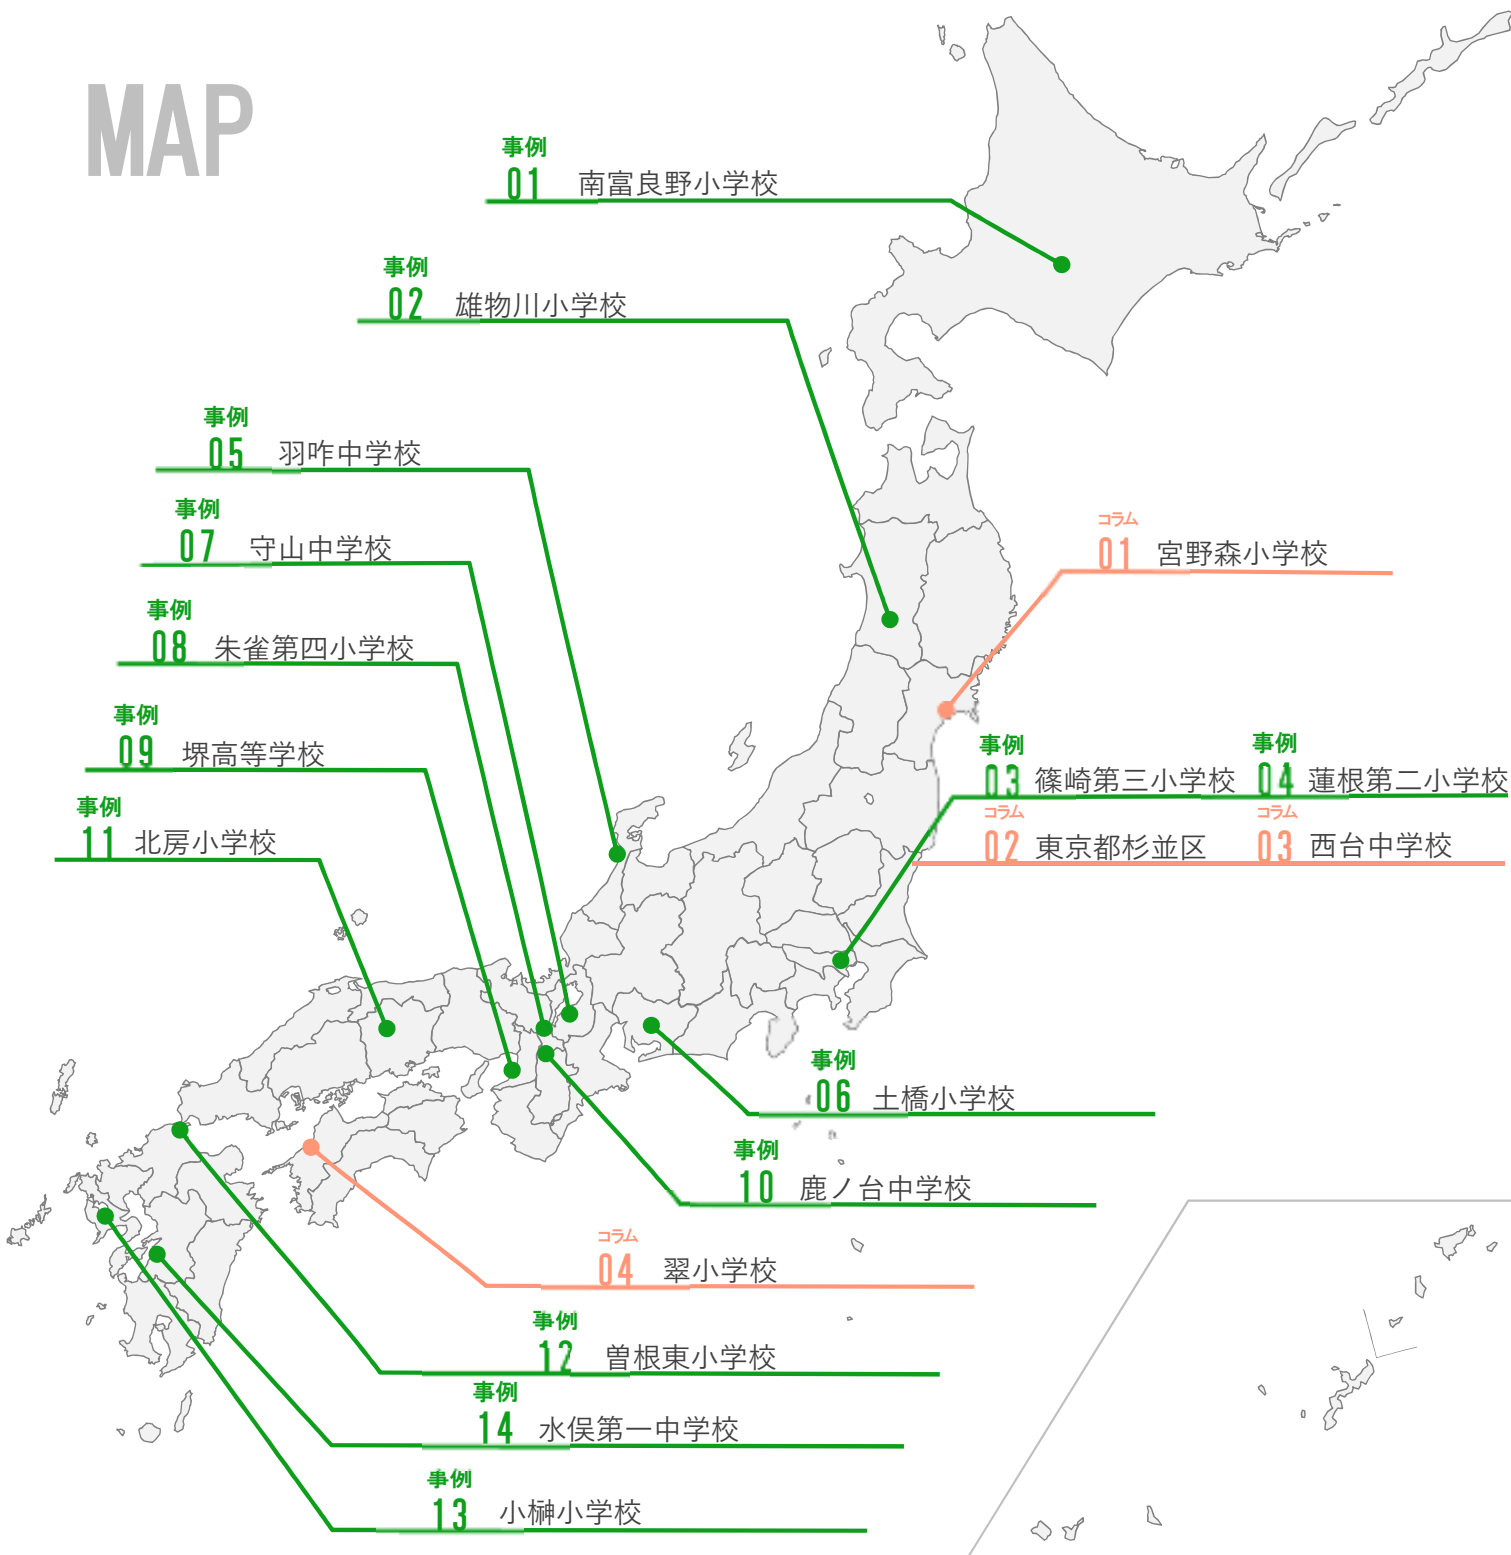 MAP
事例
01 南富良野小学校
事例
02 雄物川小学校
事例
05 羽咋中学校
事例
07 守山中学校
事例
08 朱雀第四小学校
事例
09 堺高等学校
事例
11 北房小学校
コラム
01 宮野森小学校
事例
03 篠崎第三小学校
事例
04 蓮根第二小学校
コラム
02 東京都杉並区
コラム
03 西台中学校
事例
06 土橋小学校
事例
10 鹿ノ台中学校
コラム
04 翠小学校
事例
12 曽根東小学校
事例
14 水俣第一中学校
事例
13 小榊小学校